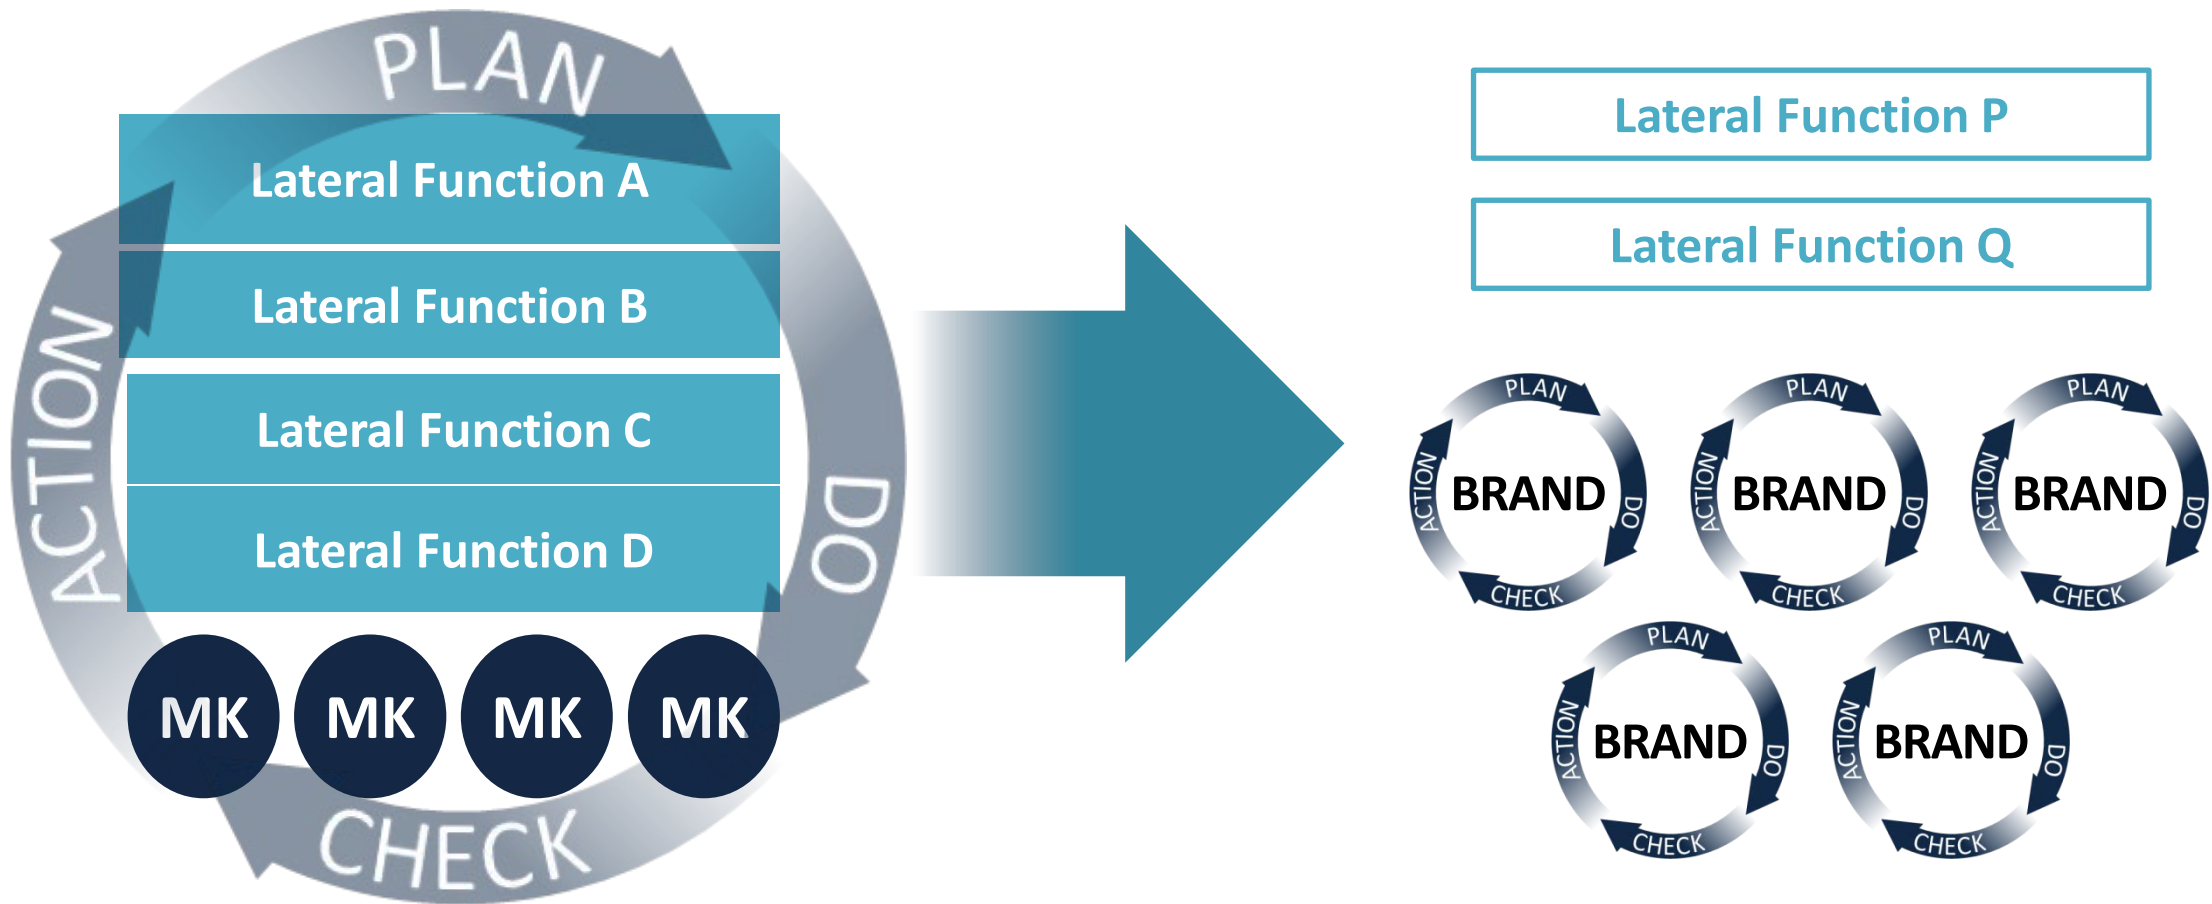 PLAN
Lateral Function A
Lateral Function B
Lateral Function C
Lateral Function D
ACTION
DO
MK MK MK MK
CHECK
Lateral Function P
Lateral Function Q
PLAN
ACTION
BRAND
DO
CHECK
PLAN
ACTION
BRAND
DO
CHECK
PLAN
ACTION
BRAND
DO
CHECK
PLAN
ACTION
BRAND
DO
CHECK
PLAN
ACTION
BRAND
DO
CHECK